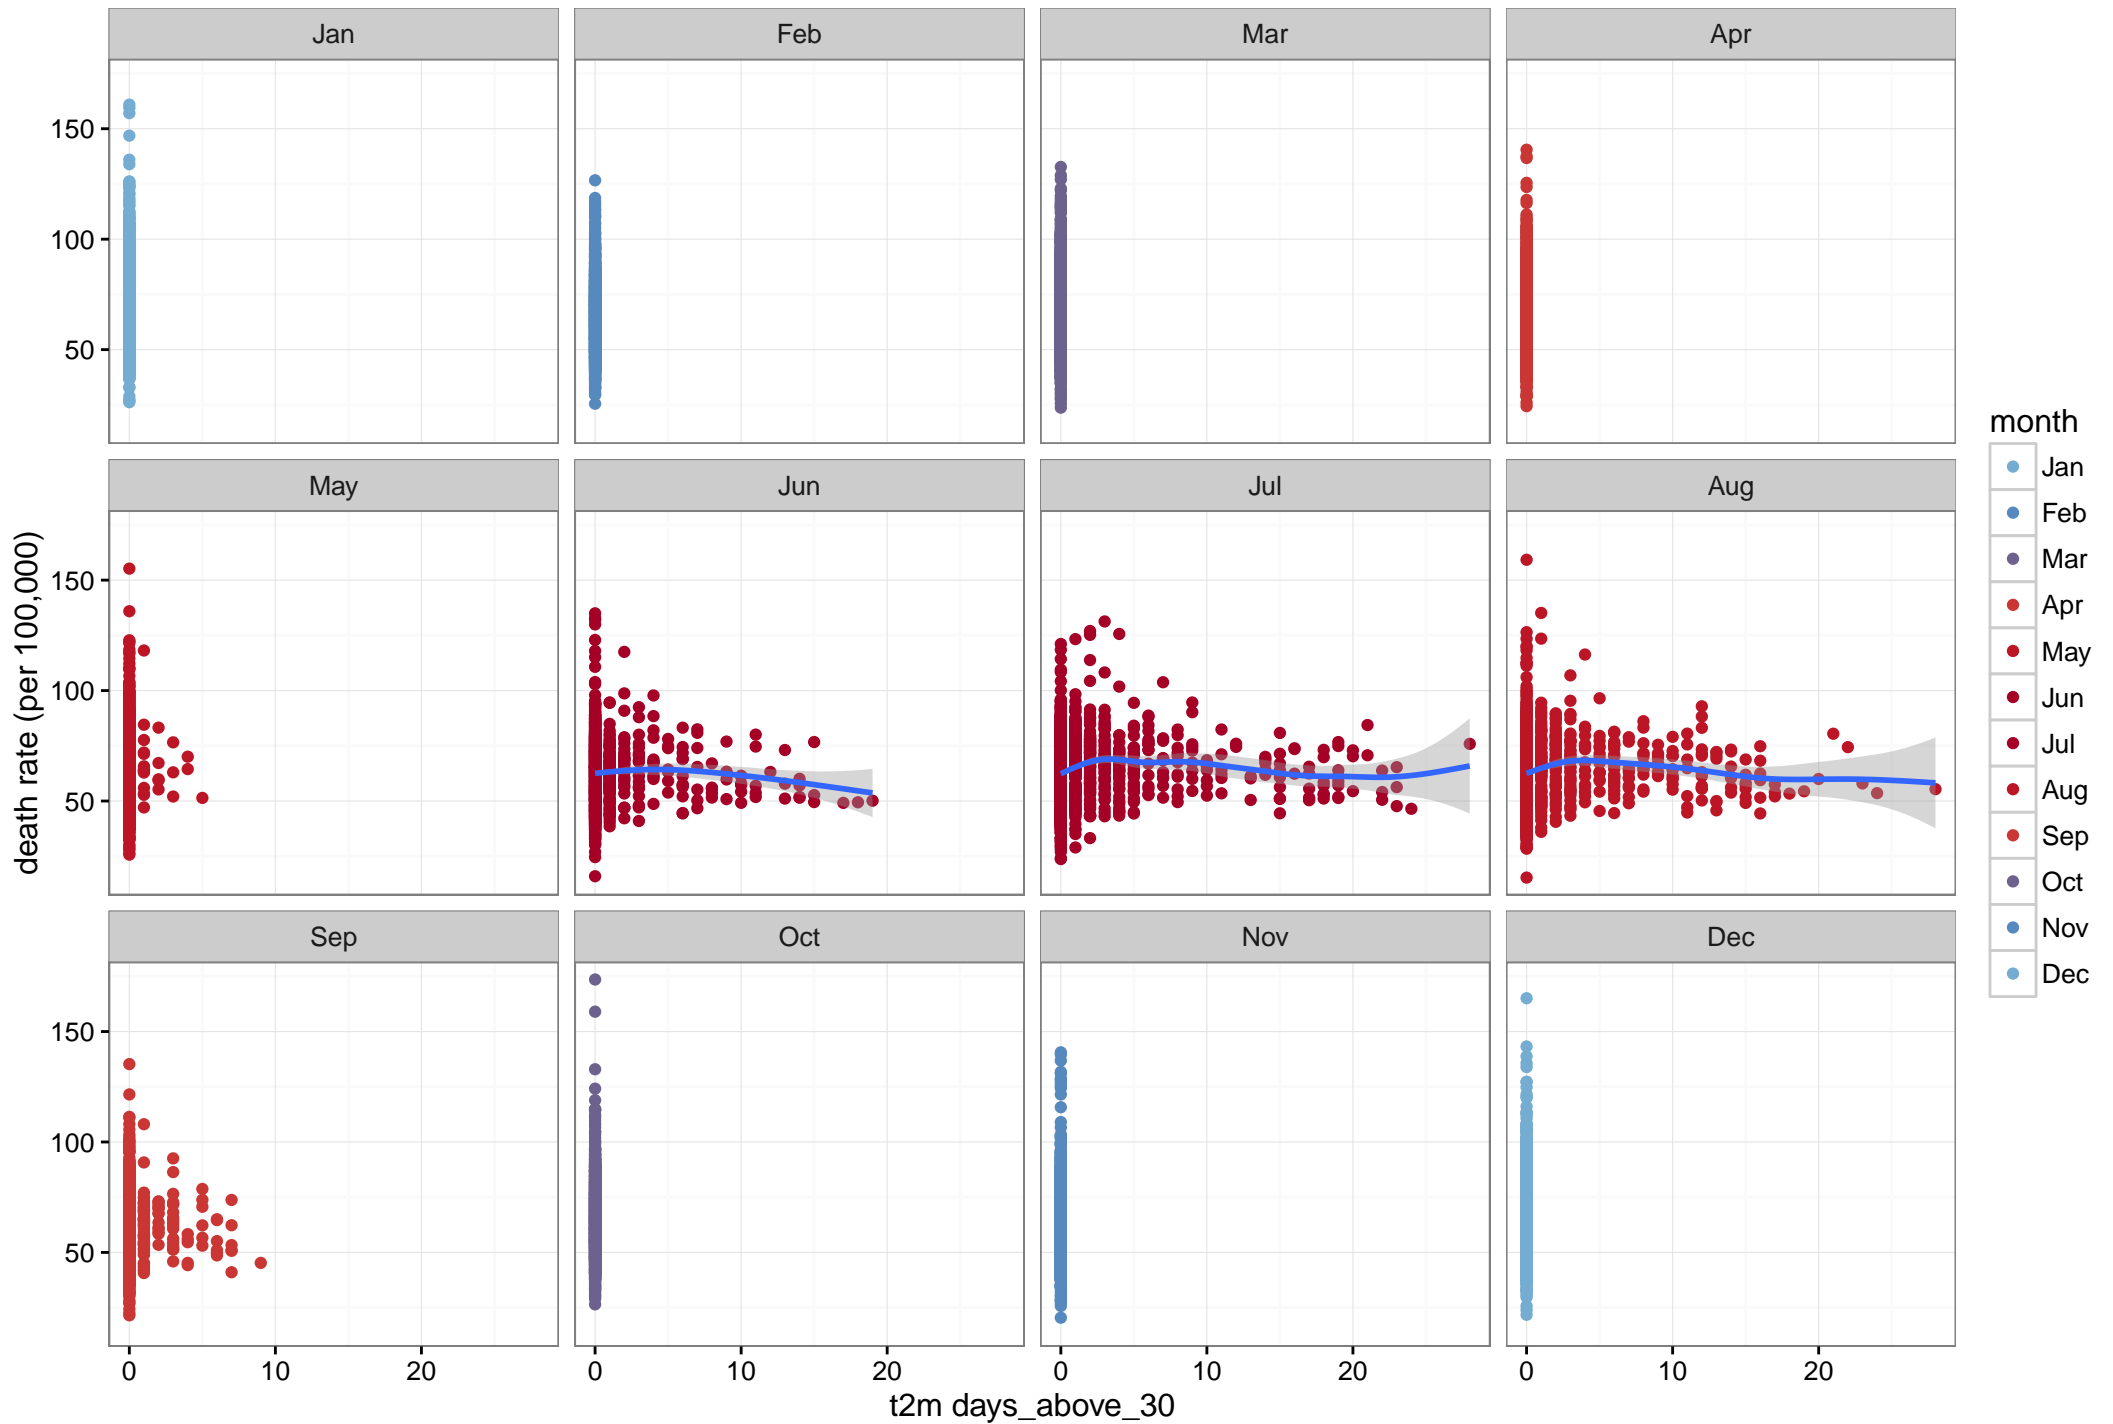 Jan Feb Mar Apr
150
100
50
May Jun Jul Aug
150
100
50
Sep Oct Nov Dec
150
100
50
0 10 20 0 10 20 0 10 20 0 10 20
t2m days_above_30
death rate (per 100,000)
month
Jan
Feb
Mar
Apr
May
Jun
Jul
Aug
Sep
Oct
Nov
Dec